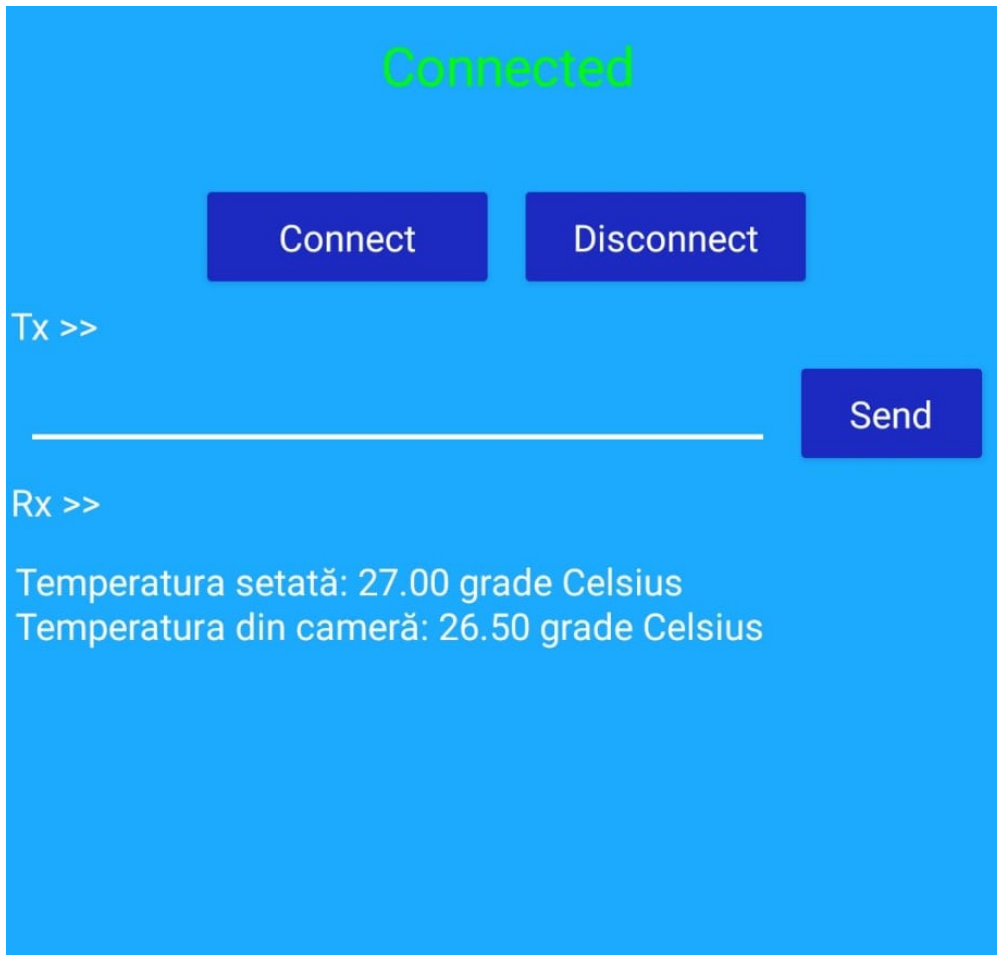 Connected
Connect Disconnect
Tx >>
Send
Rx >>
Temperatura setată: 27.00 grade Celsius
Temperatura din cameră: 26.50 grade Celsius